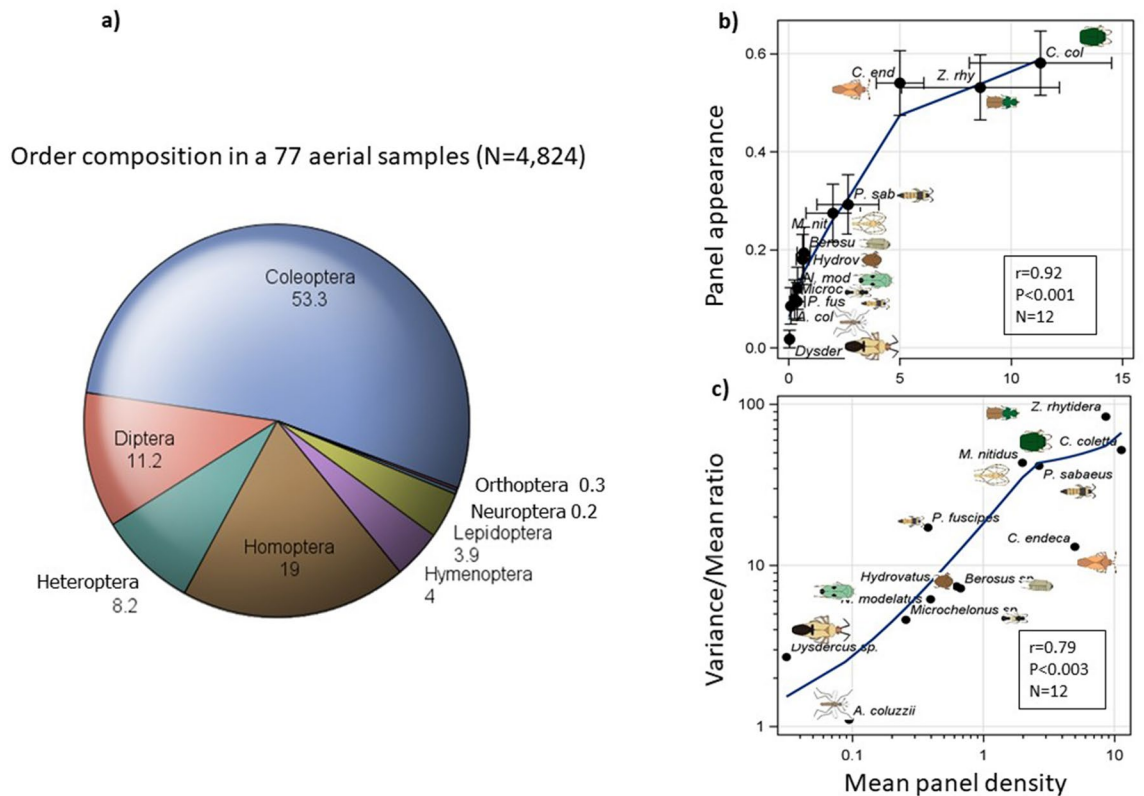 a)
Order composition in a 77 aerial samples (N=4,824)
Coleoptera
53.3
Diptera
11.2
Heteroptera
8.2
Homoptera
19
Orthoptera 0.3
Neuroptera 0.2
Lepidoptera
3.9
Hymenoptera
4
b)
Panel appearance
0.6
0.4
0.2
0.0
C. col
C. end
Z. rhy
P. sab
M. nit
Berosu
Hydrov
N. mod
Microc
P. fus
A. col
Dysder
r=0.92
P<0.001
N=12
0
5
10
15
c)
Variance/Mean ratio
100
10
1
Z. rhytidera
C. coletta
M. nitidus
P. sabaeus
P. fuscipes
C. endeca
Hydrovatus
Berosus sp.
N. modelatus
Microchelonus sp.
Dysdercus sp.
A. coluzzii
r=0.79
P<0.003
N=12
0.1
1
10
Mean panel density